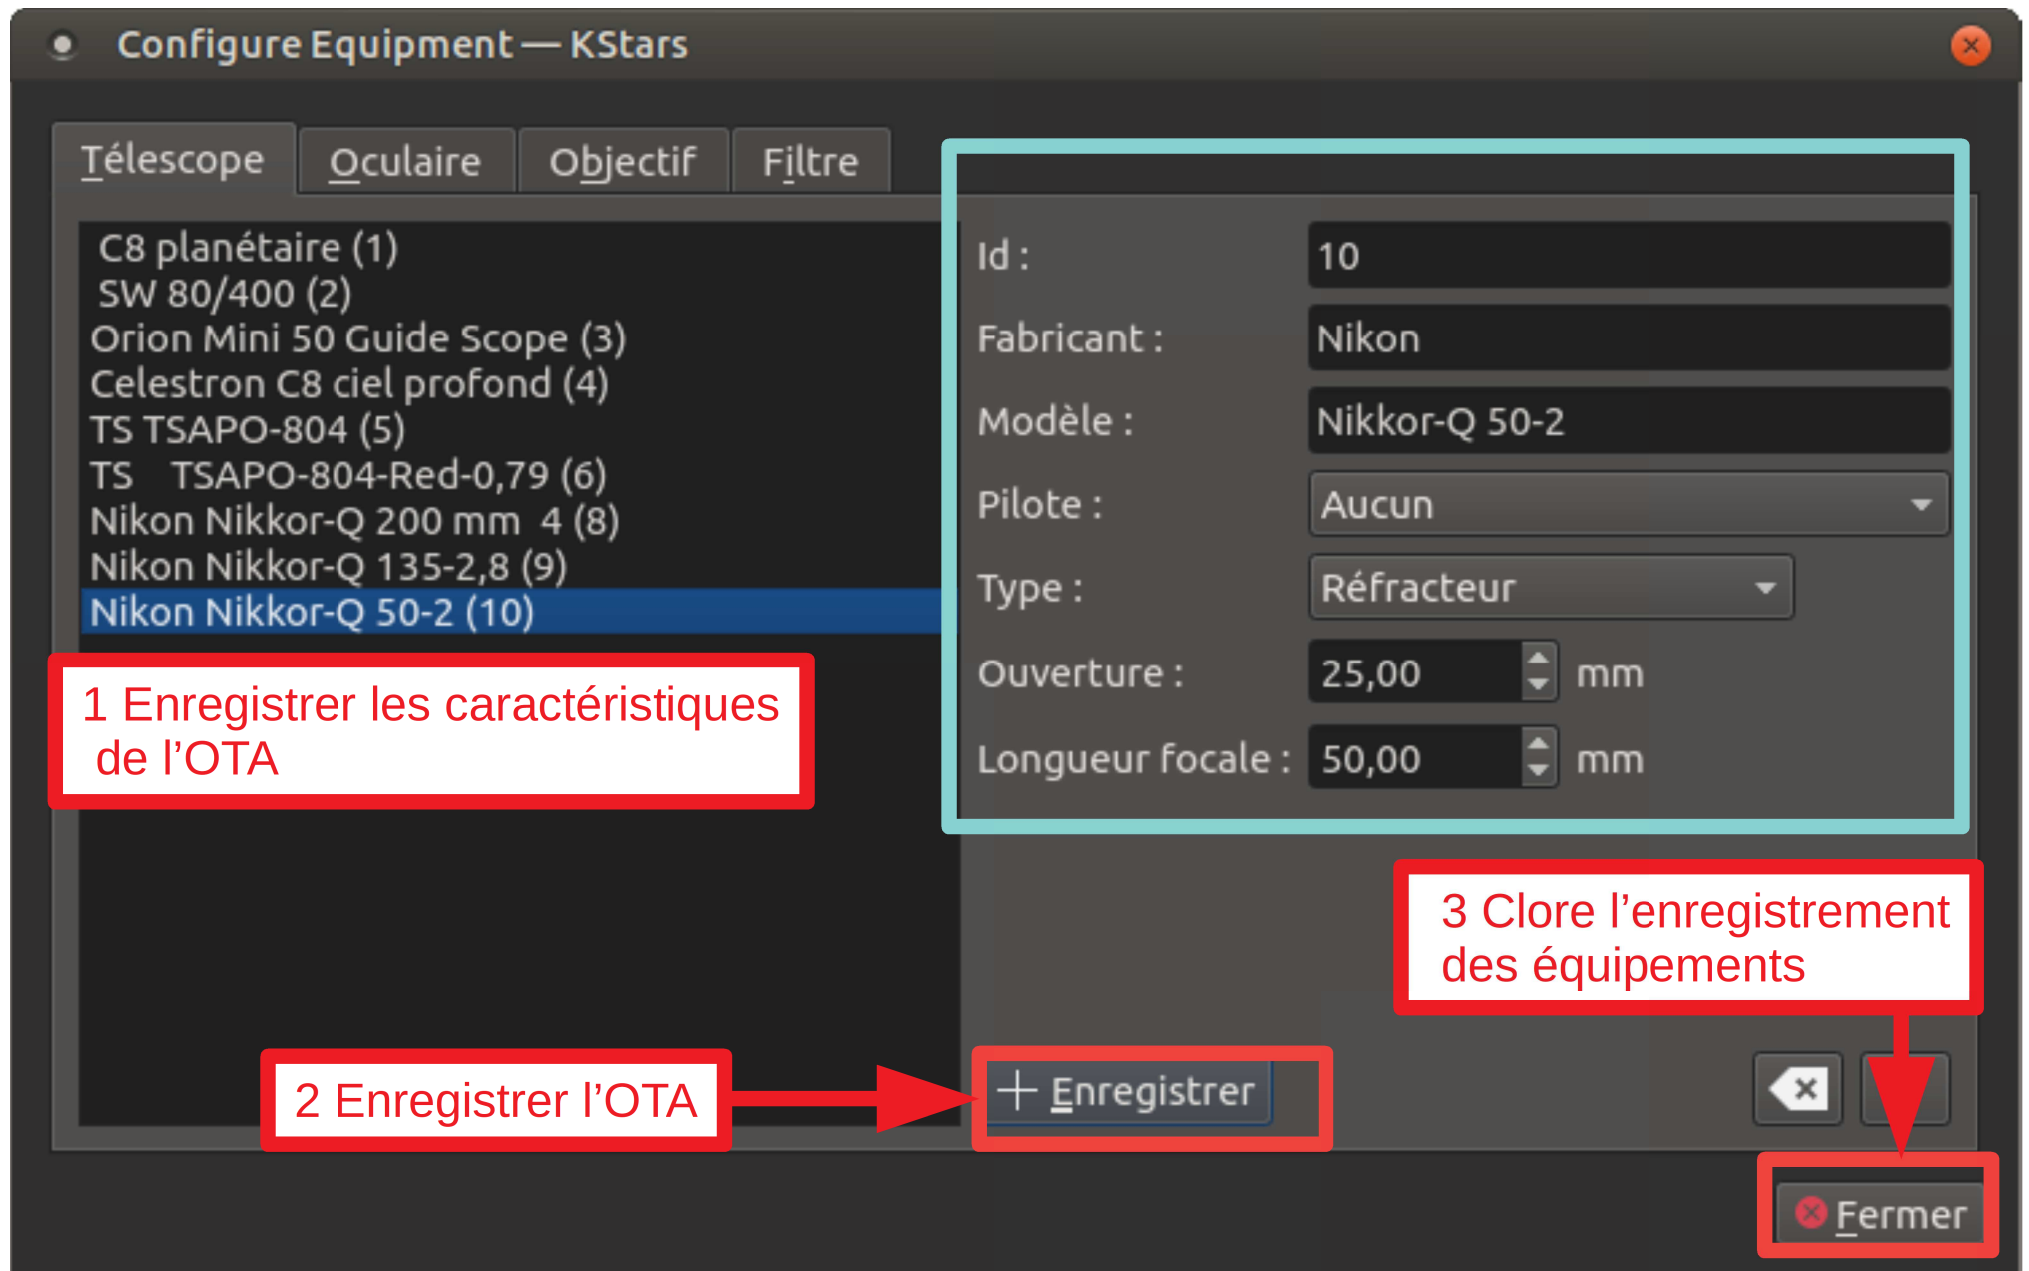 Configure Equipment — KStars
Télescope Oculaire Objectif Filtre
C8 planétaire (1)
SW 80/400 (2)
Orion Mini 50 Guide Scope (3)
Celestron C8 ciel profond (4)
TS TSAPO-804 (5)
TS    TSAPO-804-Red-0,79 (6)
Nikon Nikkor-Q 200 mm  4 (8)
Nikon Nikkor-Q 135-2,8 (9)
Nikon Nikkor-Q 50-2 (10)
Id : 10
Fabricant : Nikon
Modèle : Nikkor-Q 50-2
Pilote : Aucun
Type : Réfracteur
Ouverture : 25,00 mm
Longueur focale : 50,00 mm
1 Enregistrer les caractéristiques
de l’OTA
3 Clore l’enregistrement
des équipements
2 Enregistrer l’OTA
Enregistrer
Fermer